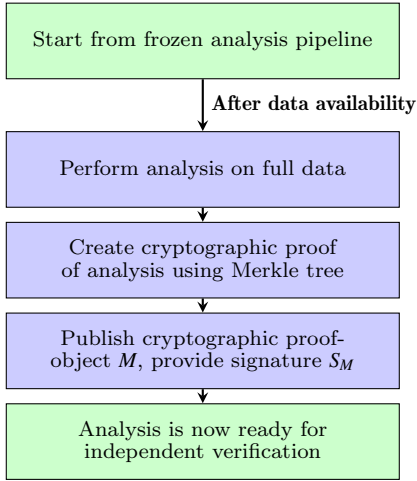 Start from frozen analysis pipeline
After data availability
Perform analysis on full data
Create cryptographic proof
of analysis using Merkle tree
Publish cryptographic proof-
object M, provide signature S_M
Analysis is now ready for
independent verification